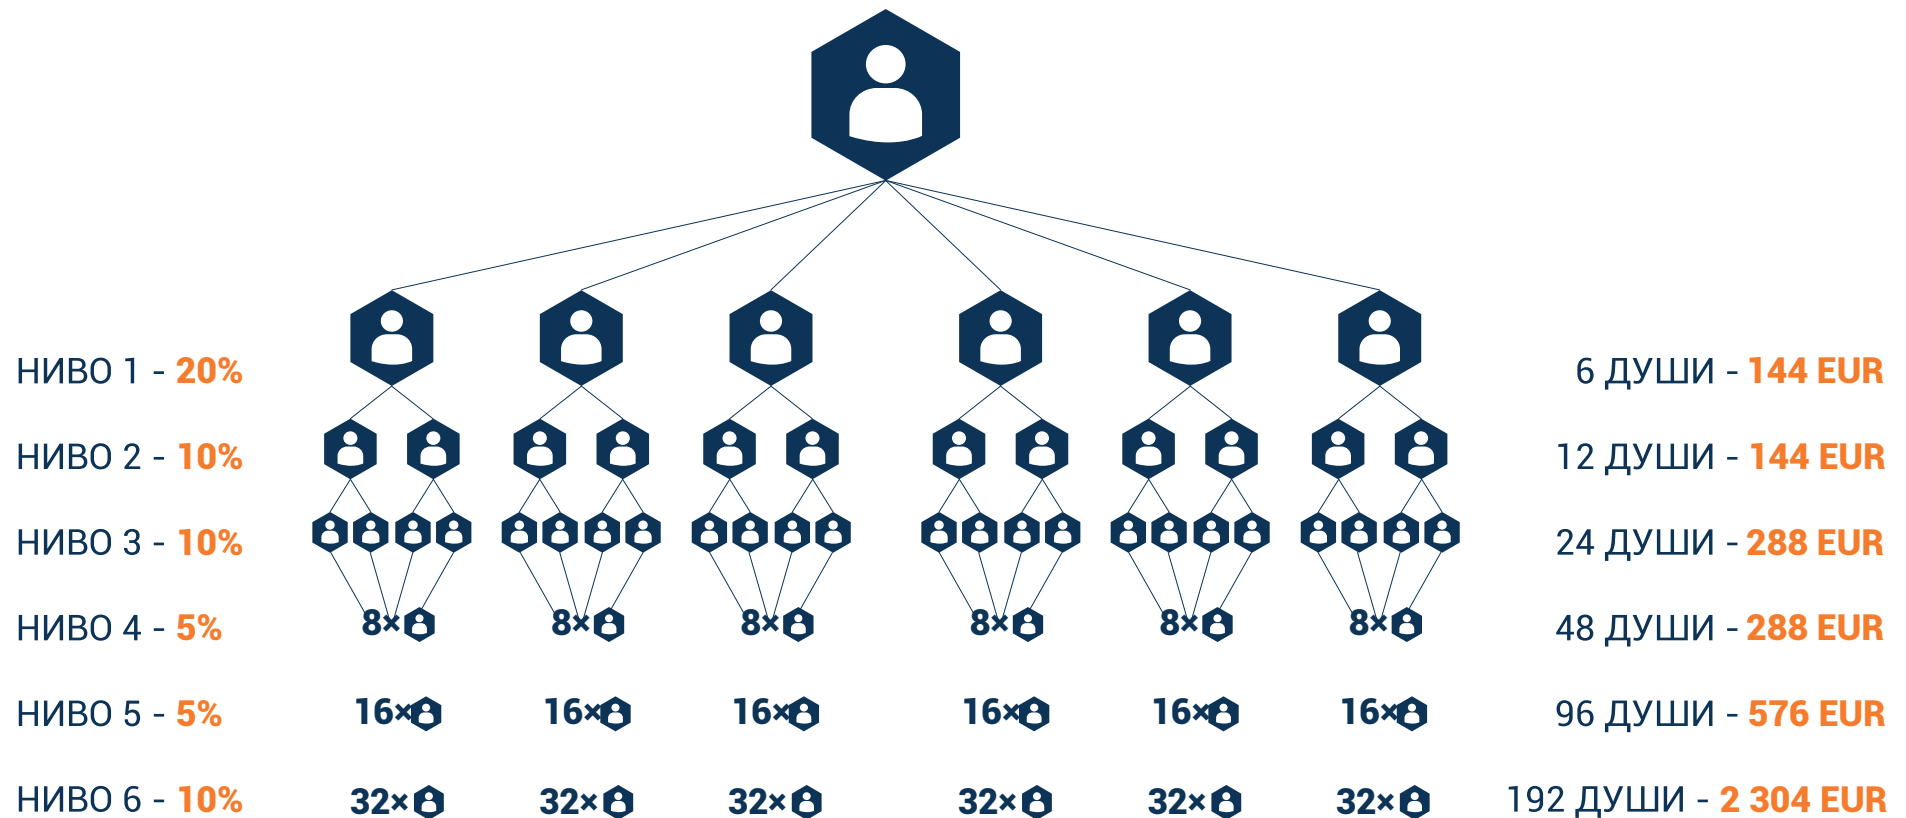 НИВО 1 - 20% 6 ДУШИ - 144 EUR
НИВО 2 - 10% 12 ДУШИ - 144 EUR
НИВО 3 - 10% 24 ДУШИ - 288 EUR
НИВО 4 - 5% 8× 8× 8× 8× 8× 8× 48 ДУШИ - 288 EUR
НИВО 5 - 5% 16× 16× 16× 16× 16× 16× 96 ДУШИ - 576 EUR
НИВО 6 - 10% 32× 32× 32× 32× 32× 32× 192 ДУШИ - 2 304 EUR